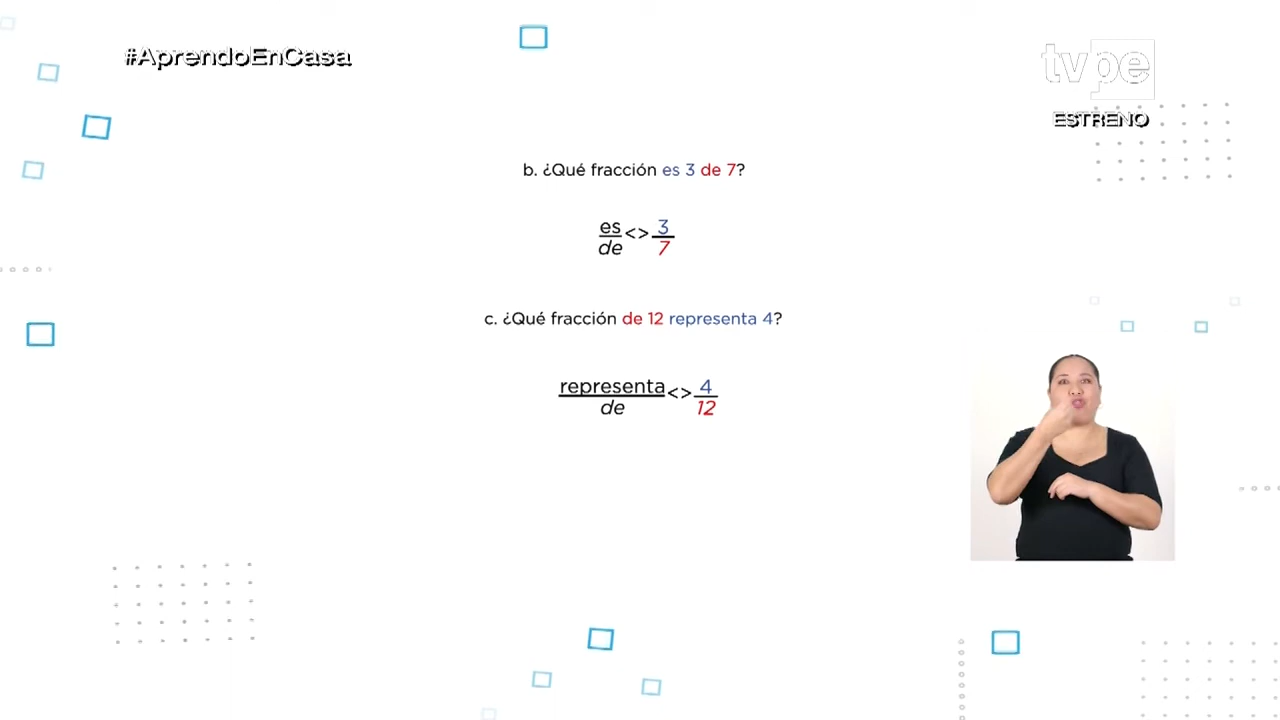 #AprendoEnCasa
tvpe
ESTRENO
b. ¿Qué fracción es 3 de 7?
es/de <> 3/7
c. ¿Qué fracción de 12 representa 4?
representa/de <> 4/12